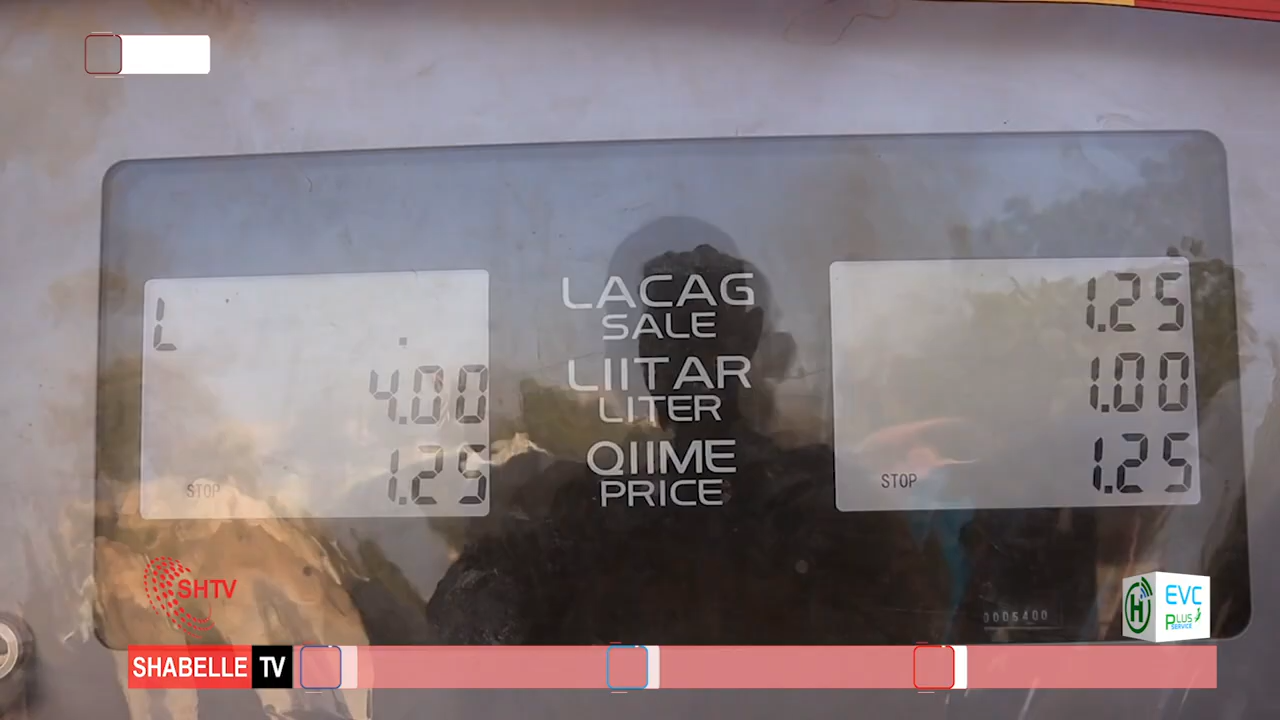 L .
4.00
1.25
STOP
LACAG
SALE
LIITAR
LITER
QIIME
PRICE
1.25
1.00
1.25
STOP
0005400
SHTV
H EVC
PLUS
SERVICE
SHABELLE TV